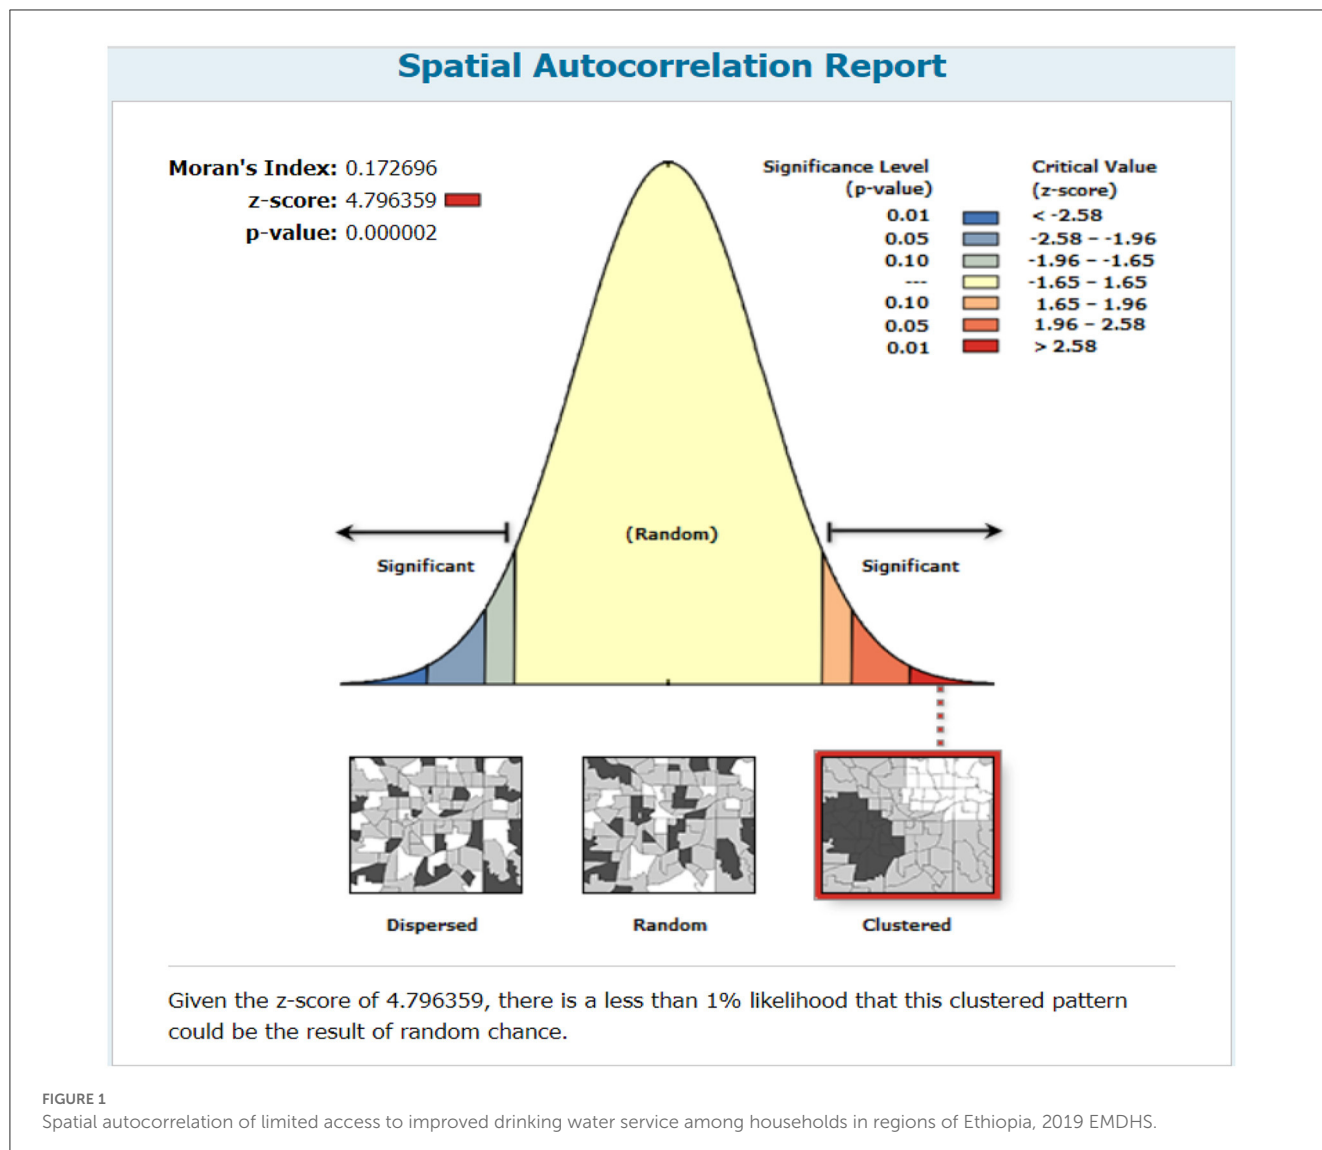 Spatial Autocorrelation Report
Moran's Index: 0.172696
z-score: 4.796359
p-value: 0.000002
Significance Level
(p-value)
Critical Value
(z-score)
0.01 < -2.58
0.05 -2.58 – -1.96
0.10 -1.96 – -1.65
--- -1.65 – 1.65
0.10 1.65 – 1.96
0.05 1.96 – 2.58
0.01 > 2.58
(Random)
Significant
Significant
Dispersed
Random
Clustered
Given the z-score of 4.796359, there is a less than 1% likelihood that this clustered pattern
could be the result of random chance.
FIGURE 1
Spatial autocorrelation of limited access to improved drinking water service among households in regions of Ethiopia, 2019 EMDHS.